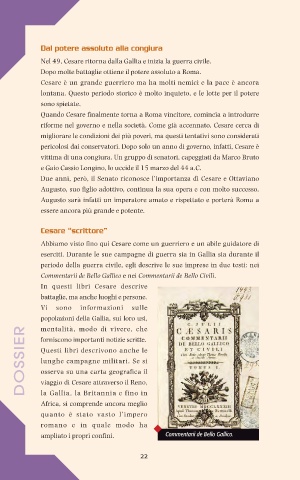 Dal potere assoluto alla congiura
Nel 49, Cesare ritorna dalla Gallia e inizia la guerra civile.
Dopo molte battaglie ottiene il potere assoluto a Roma.
Cesare è un grande guerriero ma ha molti nemici e la pace è ancora
lontana. Questo periodo storico è molto inquieto, e le lotte per il potere
sono spietate.
Quando Cesare finalmente torna a Roma vincitore, comincia a introdurre
riforme nel governo e nella società. Come già accennato, Cesare cerca di
migliorare le condizioni dei più poveri, ma questi tentativi sono considerati
pericolosi dai conservatori. Dopo solo un anno di governo, infatti, Cesare è
vittima di una congiura. Un gruppo di senatori, capeggiati da Marco Bruto
e Gaio Cassio Longino, lo uccide il 15 marzo del 44 a.C.
Due anni, però, il Senato riconosce l'importanza di Cesare e Ottaviano
Augusto, suo figlio adottivo, continua la sua opera e con molto successo.
Augusto sarà infatti un imperatore amato e rispettato e porterà Roma a
essere ancora più grande e potente.
Cesare "scrittore"
Abbiamo visto fino qui Cesare come un guerriero e un abile guidatore di
eserciti. Durante le sue campagne di guerra sia in Gallia sia durante il
periodo della guerra civile, egli descrive le sue imprese in due testi: nei
Commentarii de Bello Gallico e nei Commentarii de Bello Civili.
In questi libri Cesare descrive
battaglie, ma anche luoghi e persone.
Vi sono informazioni sulle
popolazioni della Gallia, sui loro usi,
mentalità, modo di vivere, che
forniscono importanti notizie scritte.
Questi libri descrivono anche le
lunghe campagne militari. Se si
osserva su una carta geografica il
viaggio di Cesare attraverso il Reno,
la Gallia, la Britannia e fino in
Africa, si comprende ancora meglio
quanto è stato vasto l'impero
romano e in quale modo ha
ampliato i propri confini.
C. JULII
CÆSARIS
COMMENTARII
DE BELLO GALLICO
ET CIVILI
TOMUS I.
Commentarii de Bello Gallico.
DOSSIER
22